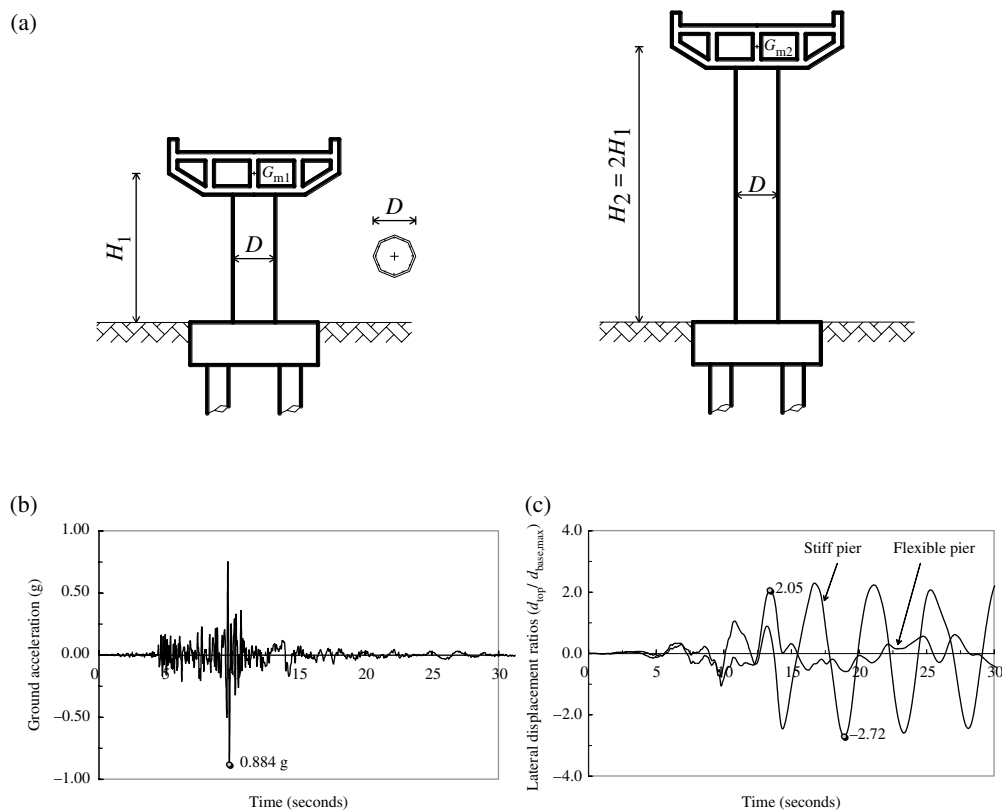 (a)
G_m1
H_1
D
D
G_m2
H_2 = 2H_1
D
(b)
1.00
0.50
0.00
−0.50
−1.00
0
5
10
15
20
25
30
0.884 g
Ground acceleration (g)
Time (seconds)
(c)
4.0
2.0
0.0
−2.0
−4.0
0
5
10
15
20
25
30
Stiff pier
Flexible pier
2.05
−2.72
Lateral displacement ratios (d_top/ d_base,max)
Time (seconds)